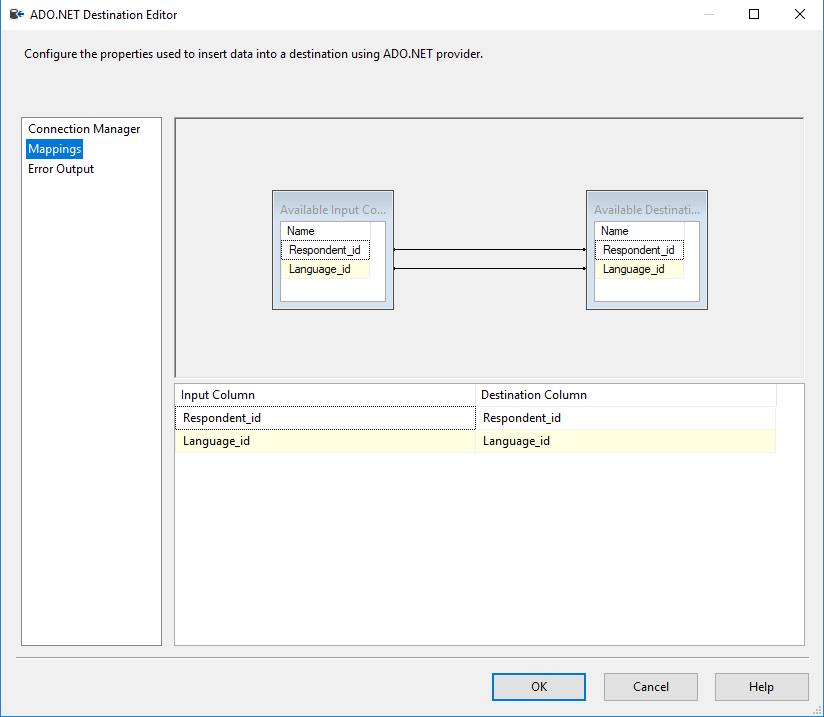 ADO.NET Destination Editor
Configure the properties used to insert data into a destination using ADO.NET provider.
Connection Manager
Mappings
Error Output
Available Input Co...
Name
Respondent_id
Language_id
Available Destinati...
Name
Respondent_id
Language_id
Input Column Destination Column
Respondent_id Respondent_id
Language_id Language_id
OK Cancel Help